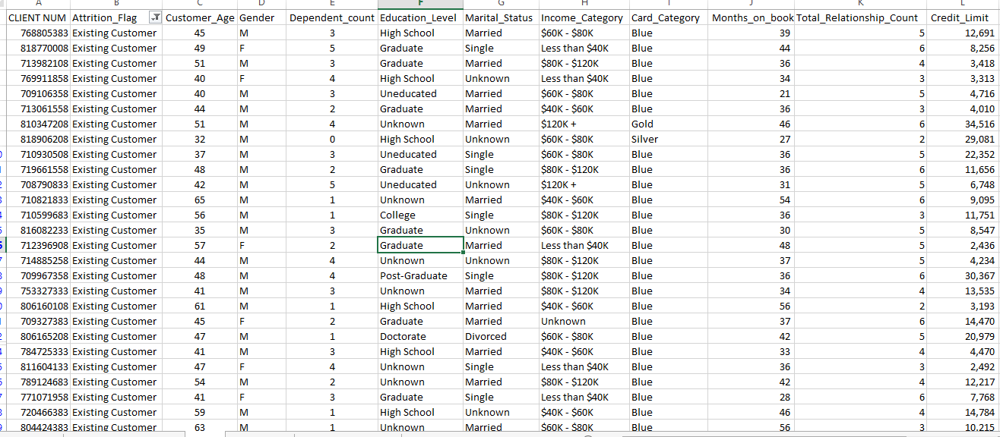 A B C D E F G H I J K L
CLIENT NUM Attrition_Flag Customer_Age Gender Dependent_count Education_Level Marital_Status Income_Category Card_Category Months_on_book Total_Relationship_Count Credit_Limit
768805383 Existing Customer 45 M 3 High School Married $60K - $80K Blue 39 5 12,691
818770008 Existing Customer 49 F 5 Graduate Single Less than $40K Blue 44 6 8,256
713982108 Existing Customer 51 M 3 Graduate Married $80K - $120K Blue 36 4 3,418
769911858 Existing Customer 40 F 4 High School Unknown Less than $40K Blue 34 3 3,313
709106358 Existing Customer 40 M 3 Uneducated Married $60K - $80K Blue 21 5 4,716
713061558 Existing Customer 44 M 2 Graduate Married $40K - $60K Blue 36 3 4,010
810347208 Existing Customer 51 M 4 Unknown Married $120K + Gold 46 6 34,516
818906208 Existing Customer 32 M 0 High School Unknown $60K - $80K Silver 27 2 29,081
710930508 Existing Customer 37 M 3 Uneducated Single $60K - $80K Blue 36 5 22,352
719661558 Existing Customer 48 M 2 Graduate Single $80K - $120K Blue 36 6 11,656
708790833 Existing Customer 42 M 5 Uneducated Unknown $120K + Blue 31 5 6,748
710821833 Existing Customer 65 M 1 Unknown Married $40K - $60K Blue 54 6 9,095
710599683 Existing Customer 56 M 1 College Single $80K - $120K Blue 36 3 11,751
816082233 Existing Customer 35 M 3 Graduate Unknown $60K - $80K Blue 30 5 8,547
712396908 Existing Customer 57 F 2 Graduate Married Less than $40K Blue 48 5 2,436
714885258 Existing Customer 44 M 4 Unknown Unknown $80K - $120K Blue 37 5 4,234
709967358 Existing Customer 48 M 4 Post-Graduate Single $80K - $120K Blue 36 6 30,367
753327333 Existing Customer 41 M 3 Unknown Married $80K - $120K Blue 34 4 13,535
806160108 Existing Customer 61 M 1 High School Married $40K - $60K Blue 56 2 3,193
709327383 Existing Customer 45 F 2 Graduate Married Unknown Blue 37 6 14,470
806165208 Existing Customer 47 M 1 Doctorate Divorced $60K - $80K Blue 42 5 20,979
784725333 Existing Customer 41 M 3 High School Married $40K - $60K Blue 33 4 4,470
811604133 Existing Customer 47 F 4 Unknown Single Less than $40K Blue 36 3 2,492
789124683 Existing Customer 54 M 2 Unknown Married $80K - $120K Blue 42 4 12,217
771071958 Existing Customer 41 F 3 Graduate Single Less than $40K Blue 28 6 7,768
720466383 Existing Customer 59 M 1 High School Unknown $40K - $60K Blue 46 4 14,784
804424383 Existing Customer 63 M 1 Unknown Married $60K - $80K Blue 56 3 10,215